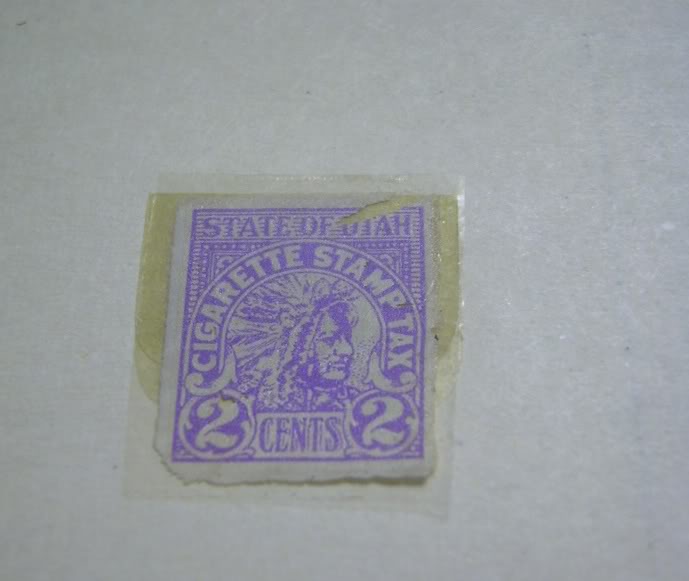 STATE OF UTAH
CIGARETTE STAMP TAX
2 CENTS 2